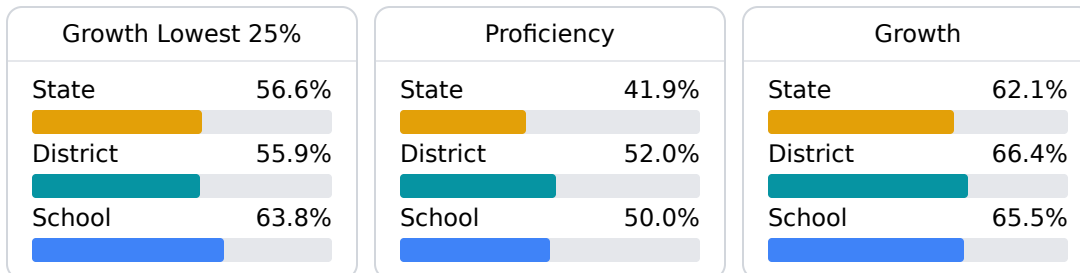 Growth Lowest 25%
State 56.6%
District 55.9%
School 63.8%
Proficiency
State 41.9%
District 52.0%
School 50.0%
Growth
State 62.1%
District 66.4%
School 65.5%